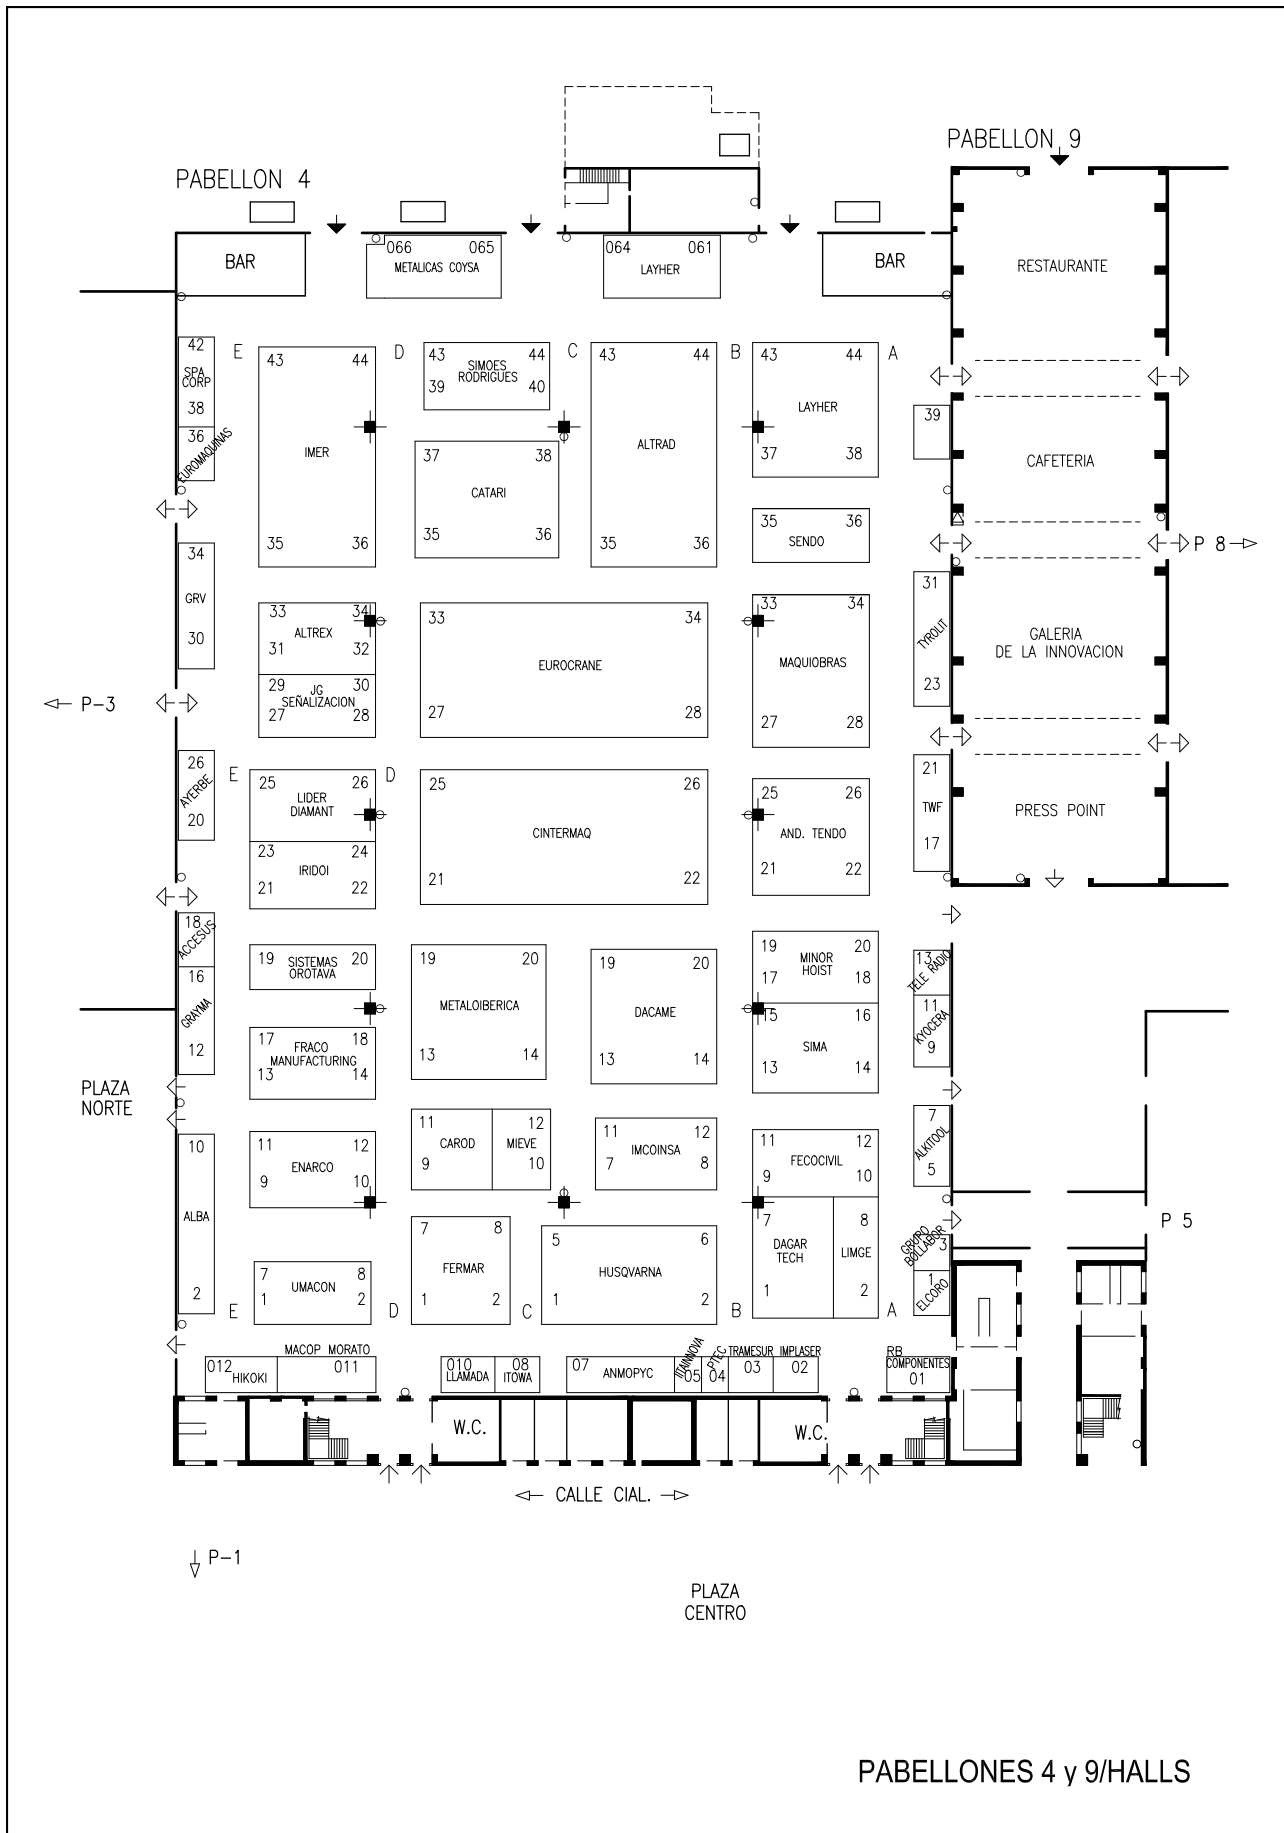 PABELLON 9
PABELLON 4
066 065
METALICAS COYSA
064 061
LAYHER
BAR
BAR
RESTAURANTE
42
SPA
CORP
38
36
EUROMAQUINAS
E
43 44
IMER
35 36
D
43 44
SIMOES
RODRIGUES
39 40
37 38
CATARI
35 36
C
43 44
ALTRAD
35 36
B
43 44
LAYHER
37 38
A
35 36
SENDO
39
CAFETERIA
P 8
34
GRV
30
33 34
ALTREX
31 32
29 30
JG
SEÑALIZACION
27 28
33 34
EUROCRANE
27 28
33 34
MAQUIOBRAS
27 28
31
TYROLIT
23
GALERIA
DE LA INNOVACION
P-3
26
AYERBE
20
E
25 26
LIDER
DIAMANT
23 24
IRIDOI
21 22
D
25 26
CINTERMAQ
21 22
25 26
AND. TENDO
21 22
21
TWF
17
PRESS POINT
18
ACCESUS
16
GRAYMA
12
19 20
SISTEMAS
OROTAVA
17 18
FRACO
MANUFACTURING
13 14
19 20
METALOIBERICA
13 14
19 20
DACAME
13 14
19 20
MINOR
HOIST
17 18
15 16
SIMA
13 14
13
TELE RADIO
11
KYOCERA
9
PLAZA
NORTE
10
ALBA
2
11 12
ENARCO
9 10
11
CAROD
9
12
MIEVE
10
11 12
IMCOINSA
7 8
11 12
FECOCIVIL
9 10
7
ALKITOOL
5
7 8
UMACON
1 2
E
7 8
FERMAR
1 2
D
5 6
HUSQVARNA
1 2
C
7
DAGAR
TECH
1
8
LIMGE
2
B
A
GRUPO
BOLLABOR
3
1
ELCORO
P 5
012
HIKOKI
MACOP MORATO
011
010
LLAMADA
08
ITOWA
07
ANMOPYC
ITAINNOVA
05
PTEC
04
TRAMESUR
03
IMPLASER
02
RB
COMPONENTES
01
W.C.
W.C.
CALLE CIAL.
P-1
PLAZA
CENTRO
PABELLONES 4 y 9/HALLS